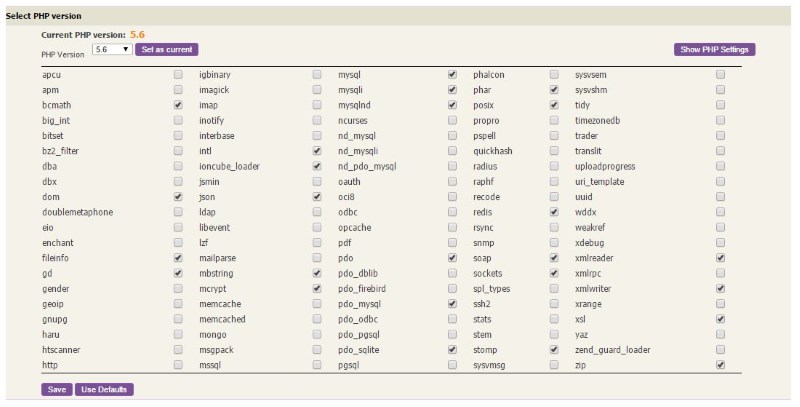 Select PHP version
Current PHP version: 5.6
PHP Version 5.6 Set as current Show PHP Settings
apcu igbinary mysql phalcon sysvsem
apm imagick mysqli phar sysvshm
bcmath imap mysqlnd posix tidy
big_int inotify ncurses propro timezonedb
bitset interbase nd_mysql pspell trader
bz2_filter intl nd_mysqli quickhash translit
dba ioncube_loader nd_pdo_mysql radius uploadprogress
dbx jsmin oauth raphf uri_template
dom json oci8 recode uuid
doublemetaphone ldap odbc redis wddx
eio libevent opcache rsync weakref
enchant lzf pdf snmp xdebug
fileinfo mailparse pdo soap xmlreader
gd mbstring pdo_dblib sockets xmlrpc
gender mcrypt pdo_firebird spl_types xmlwriter
geoip memcache pdo_mysql ssh2 xrange
gnupg memcached pdo_odbc stats xsl
haru mongo pdo_pgsql stem yaz
htscanner msgpack pdo_sqlite stomp zend_guard_loader
http mssql pgsql sysvmsg zip
Save Use Defaults